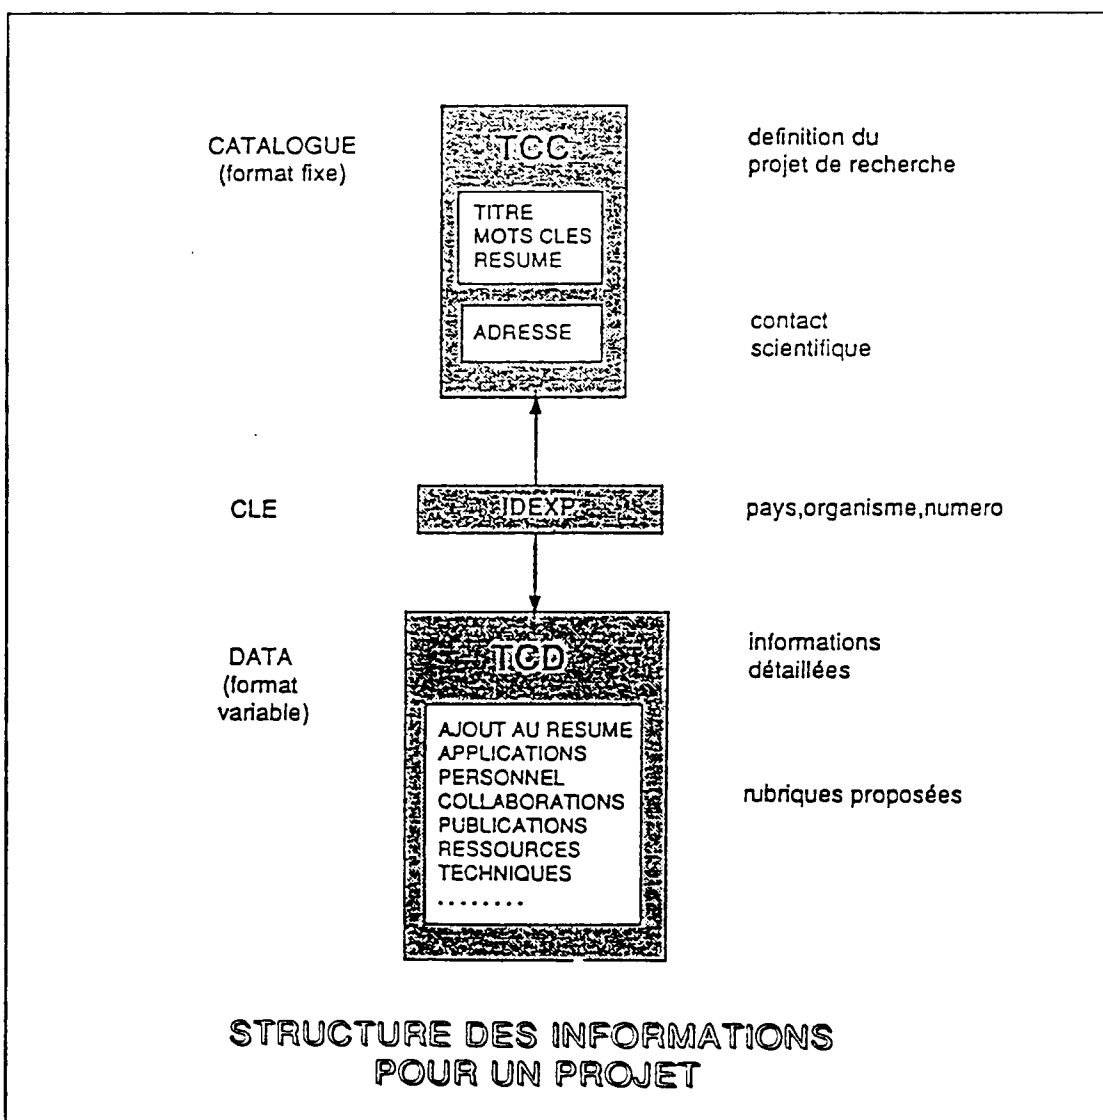 CATALOGUE
(format fixe)
TCC
definition du
projet de recherche
TITRE
MOTS CLES
RESUME
ADRESSE
contact
scientifique
CLE
IDEXP
pays,organisme,numero
DATA
(format
variable)
TCD
informations
détaillées
AJOUT AU RESUME
APPLICATIONS
PERSONNEL
COLLABORATIONS
PUBLICATIONS
RESSOURCES
TECHNIQUES
........
rubriques proposées
STRUCTURE DES INFORMATIONS
POUR UN PROJET